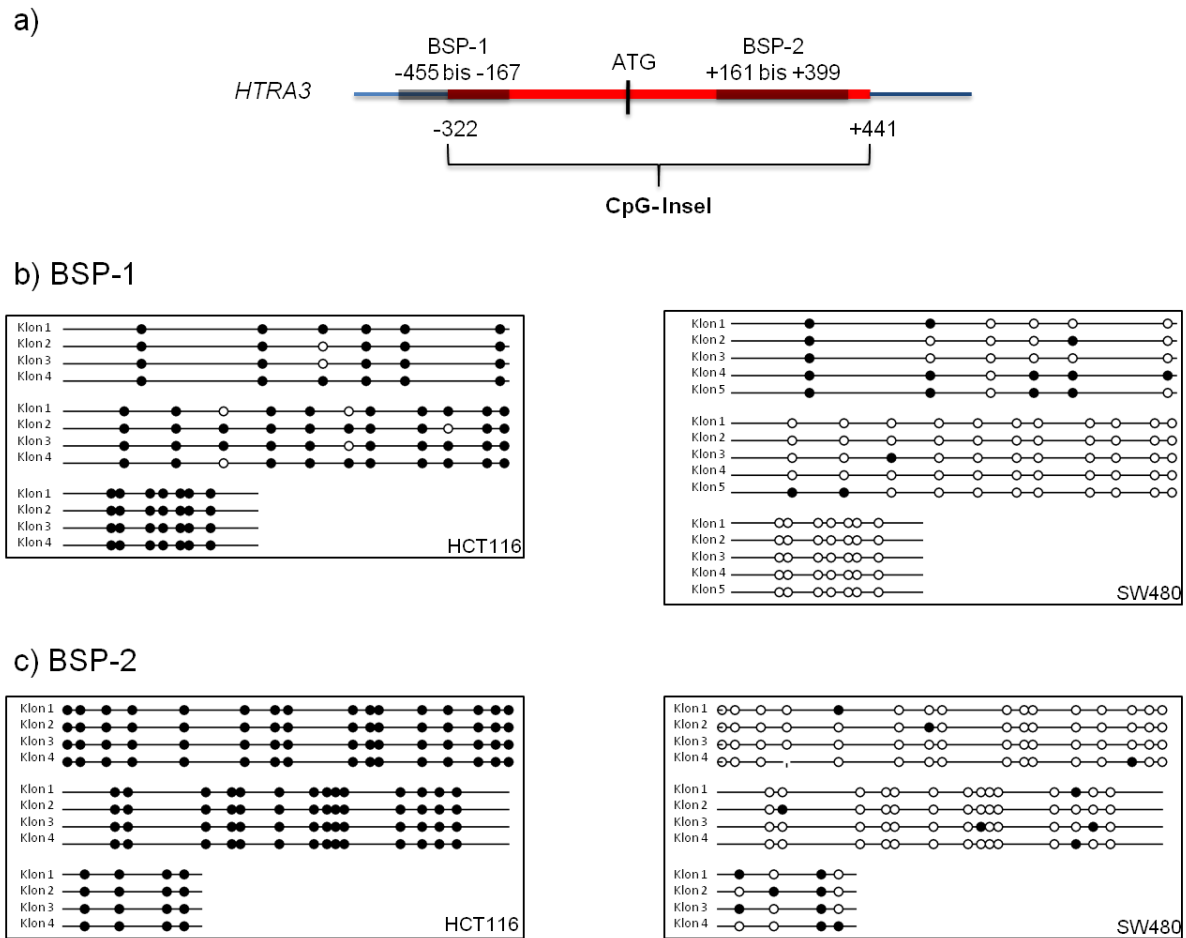 a)
BSP-1
BSP-2
-455 bis -167
ATG
+161 bis +399
HTRA3
-322
+441
CpG-Insel
b) BSP-1
Klon 1
Klon 2
Klon 3
Klon 4
Klon 1
Klon 2
Klon 3
Klon 4
Klon 1
Klon 2
Klon 3
Klon 4
HCT116
Klon 1
Klon 2
Klon 3
Klon 4
Klon 5
Klon 1
Klon 2
Klon 3
Klon 4
Klon 5
Klon 1
Klon 2
Klon 3
Klon 4
Klon 5
SW480
c) BSP-2
Klon 1
Klon 2
Klon 3
Klon 4
Klon 1
Klon 2
Klon 3
Klon 4
Klon 1
Klon 2
Klon 3
Klon 4
HCT116
Klon 1
Klon 2
Klon 3
Klon 4
Klon 1
Klon 2
Klon 3
Klon 4
Klon 1
Klon 2
Klon 3
Klon 4
SW480